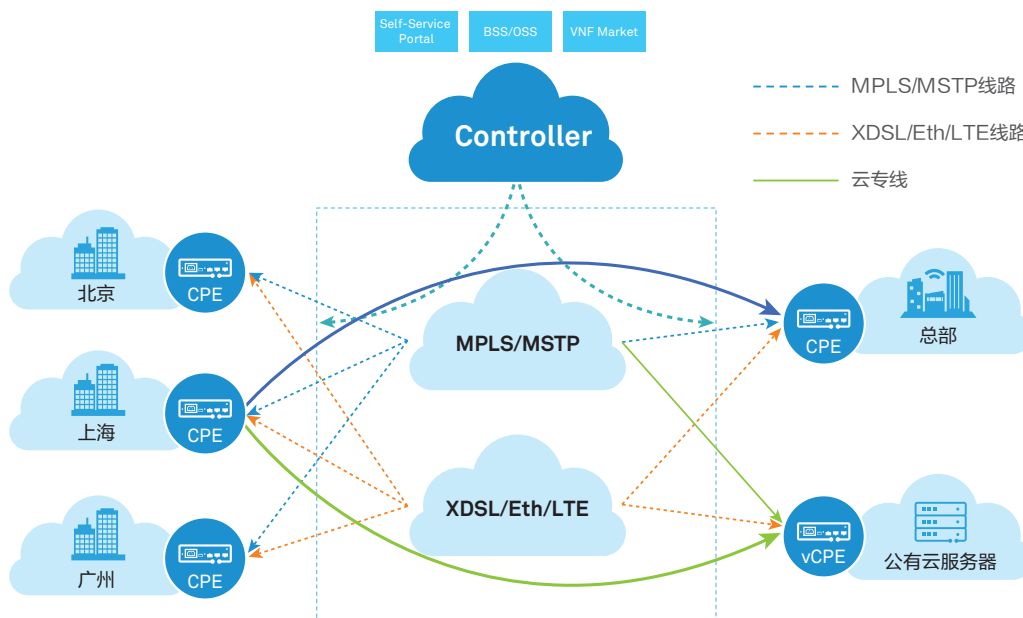 Self-Service
Portal
BSS/OSS
VNF Market
Controller
MPLS/MSTP线路
XDSL/Eth/LTE线路
云专线
北京
CPE
MPLS/MSTP
CPE
总部
上海
CPE
XDSL/Eth/LTE
广州
CPE
vCPE
公有云服务器